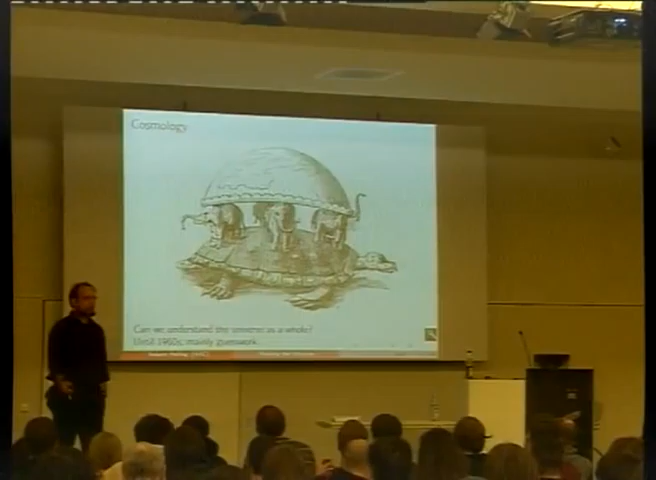 Cosmology
Can we understand the universe as a whole?
Until 1960s, mainly guesswork.